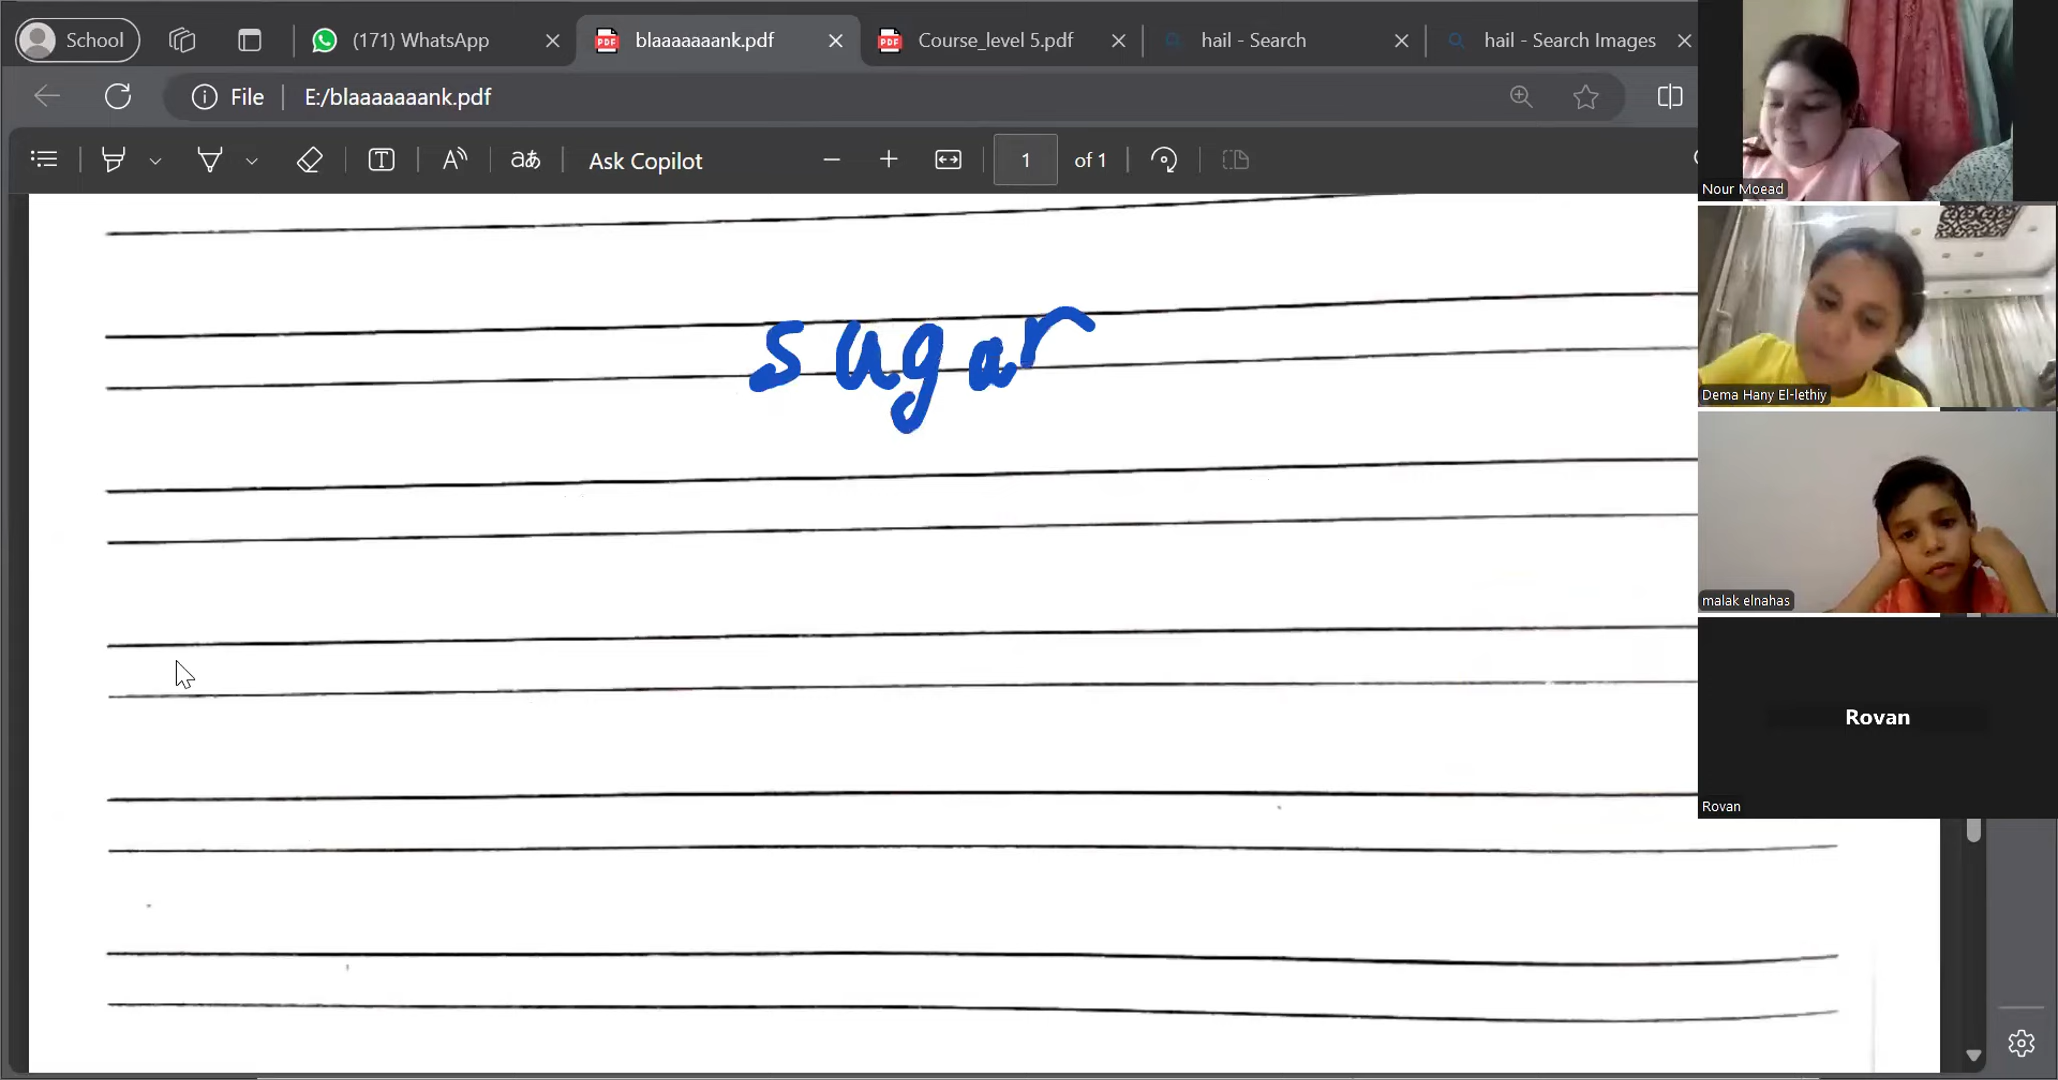 School
(171) WhatsApp
blaaaaaaank.pdf
Course_level 5.pdf
hail - Search
hail - Search Images
File
E:/blaaaaaaank.pdf
Ask Copilot
1
of 1
sugar
Nour Moead
Dema Hany El-lethiy
malak elnahas
Rovan
Rovan